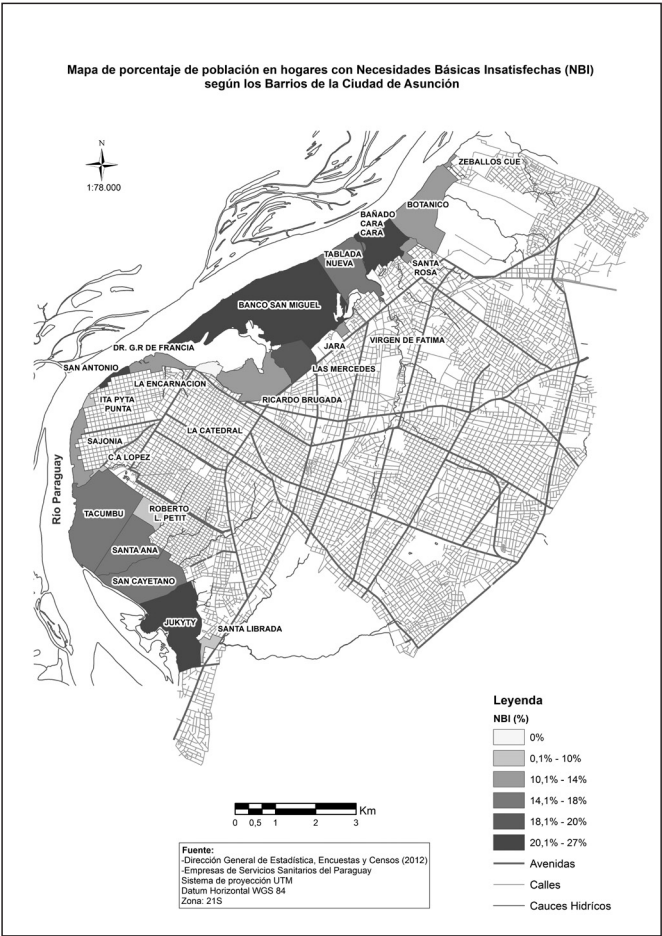 Mapa de porcentaje de población en hogares con Necesidades Básicas Insatisfechas (NBI)
según los Barrios de la Ciudad de Asunción
N
1:78.000
ZEBALLOS CUE
BOTANICO
BAÑADO
CARA
CARA
TABLADA
NUEVA
SANTA
ROSA
BANCO SAN MIGUEL
DR. G.R DE FRANCIA
JARA
VIRGEN DE FATIMA
SAN ANTONIO
LAS MERCEDES
LA ENCARNACION
ITA PYTA
PUNTA
RICARDO BRUGADA
LA CATEDRAL
SAJONIA
C.A LOPEZ
Río Paraguay
TACUMBU
ROBERTO
L. PETIT
SANTA ANA
SAN CAYETANO
JUKYTY
SANTA LIBRADA
Leyenda
NBI (%)
0%
0,1% - 10%
10,1% - 14%
14,1% - 18%
18,1% - 20%
20,1% - 27%
Avenidas
Calles
Cauces Hidrícos
Km
0 0,5 1 2 3
Fuente:
-Dirección General de Estadística, Encuestas y Censos (2012)
-Empresas de Servicios Sanitarios del Paraguay
Sistema de proyección UTM
Datum Horizontal WGS 84
Zona: 21S